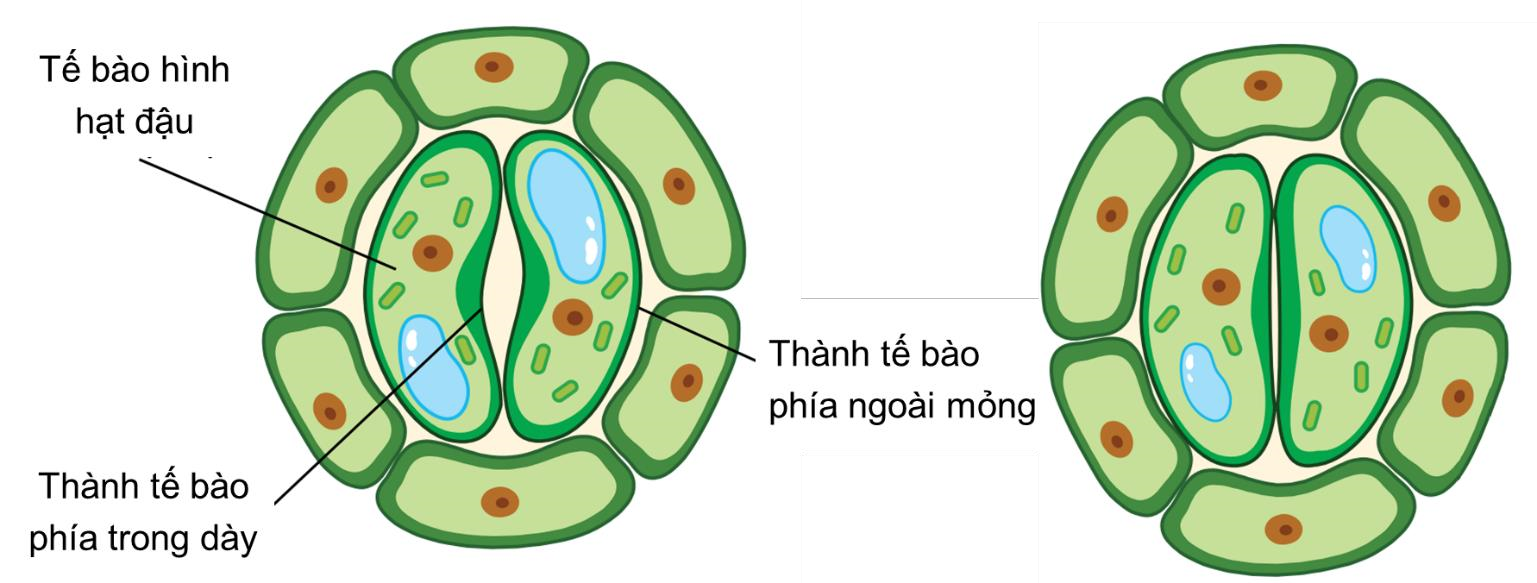 Tế bào hình
hạt đậu
Thành tế bào
phía ngoài mỏng
Thành tế bào
phía trong dày